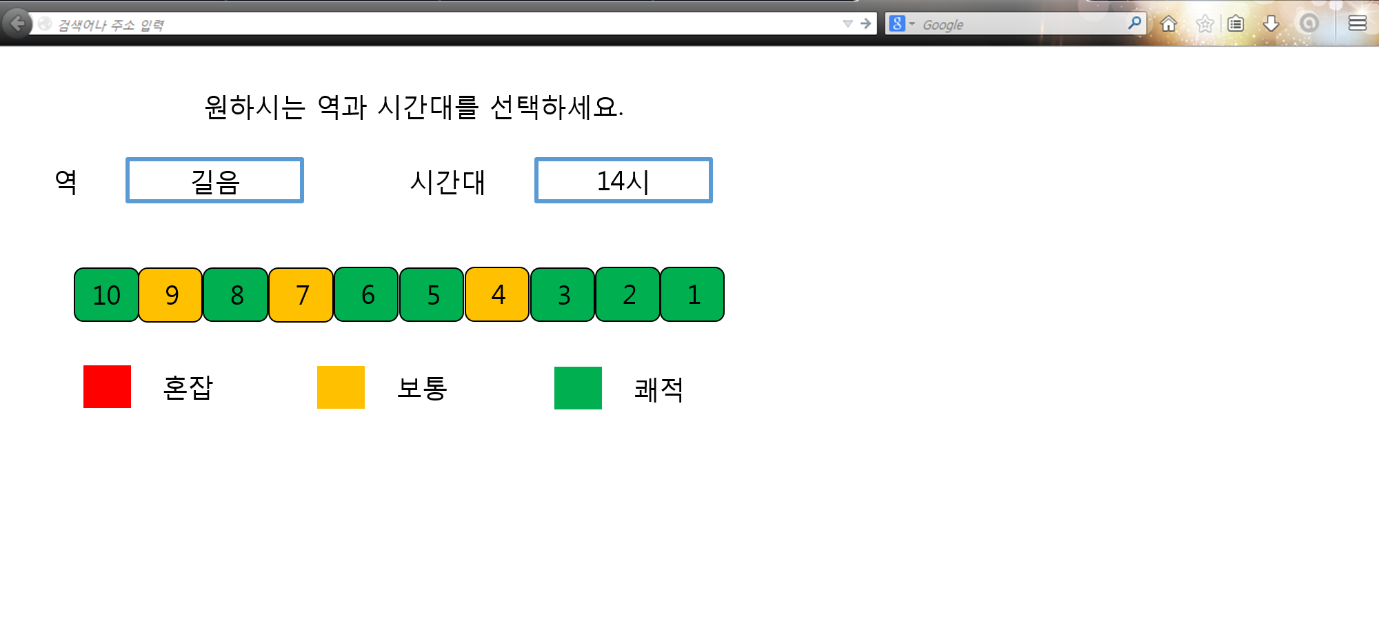 검색어나 주소 입력
Google
원하시는 역과 시간대를 선택하세요.
역 길음 시간대 14시
10 9 8 7 6 5 4 3 2 1
혼잡 보통 쾌적